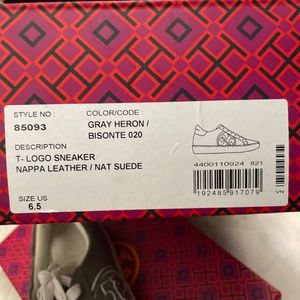 STYLE NO :
85093
COLOR/CODE :
GRAY HERON /
BISONTE 020
DESCRIPTION
T- LOGO SNEAKER
NAPPA LEATHER / NAT SUEDE
4400110924 821
SIZE US
6.5
192485917079